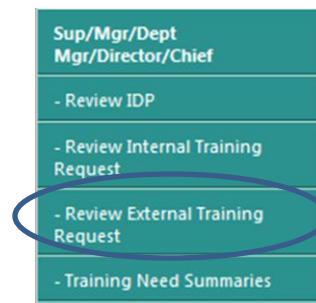 Sup/Mgr/Dept
Mgr/Director/Chief
- Review IDP
- Review Internal Training
Request
- Review External Training
Request
- Training Need Summaries